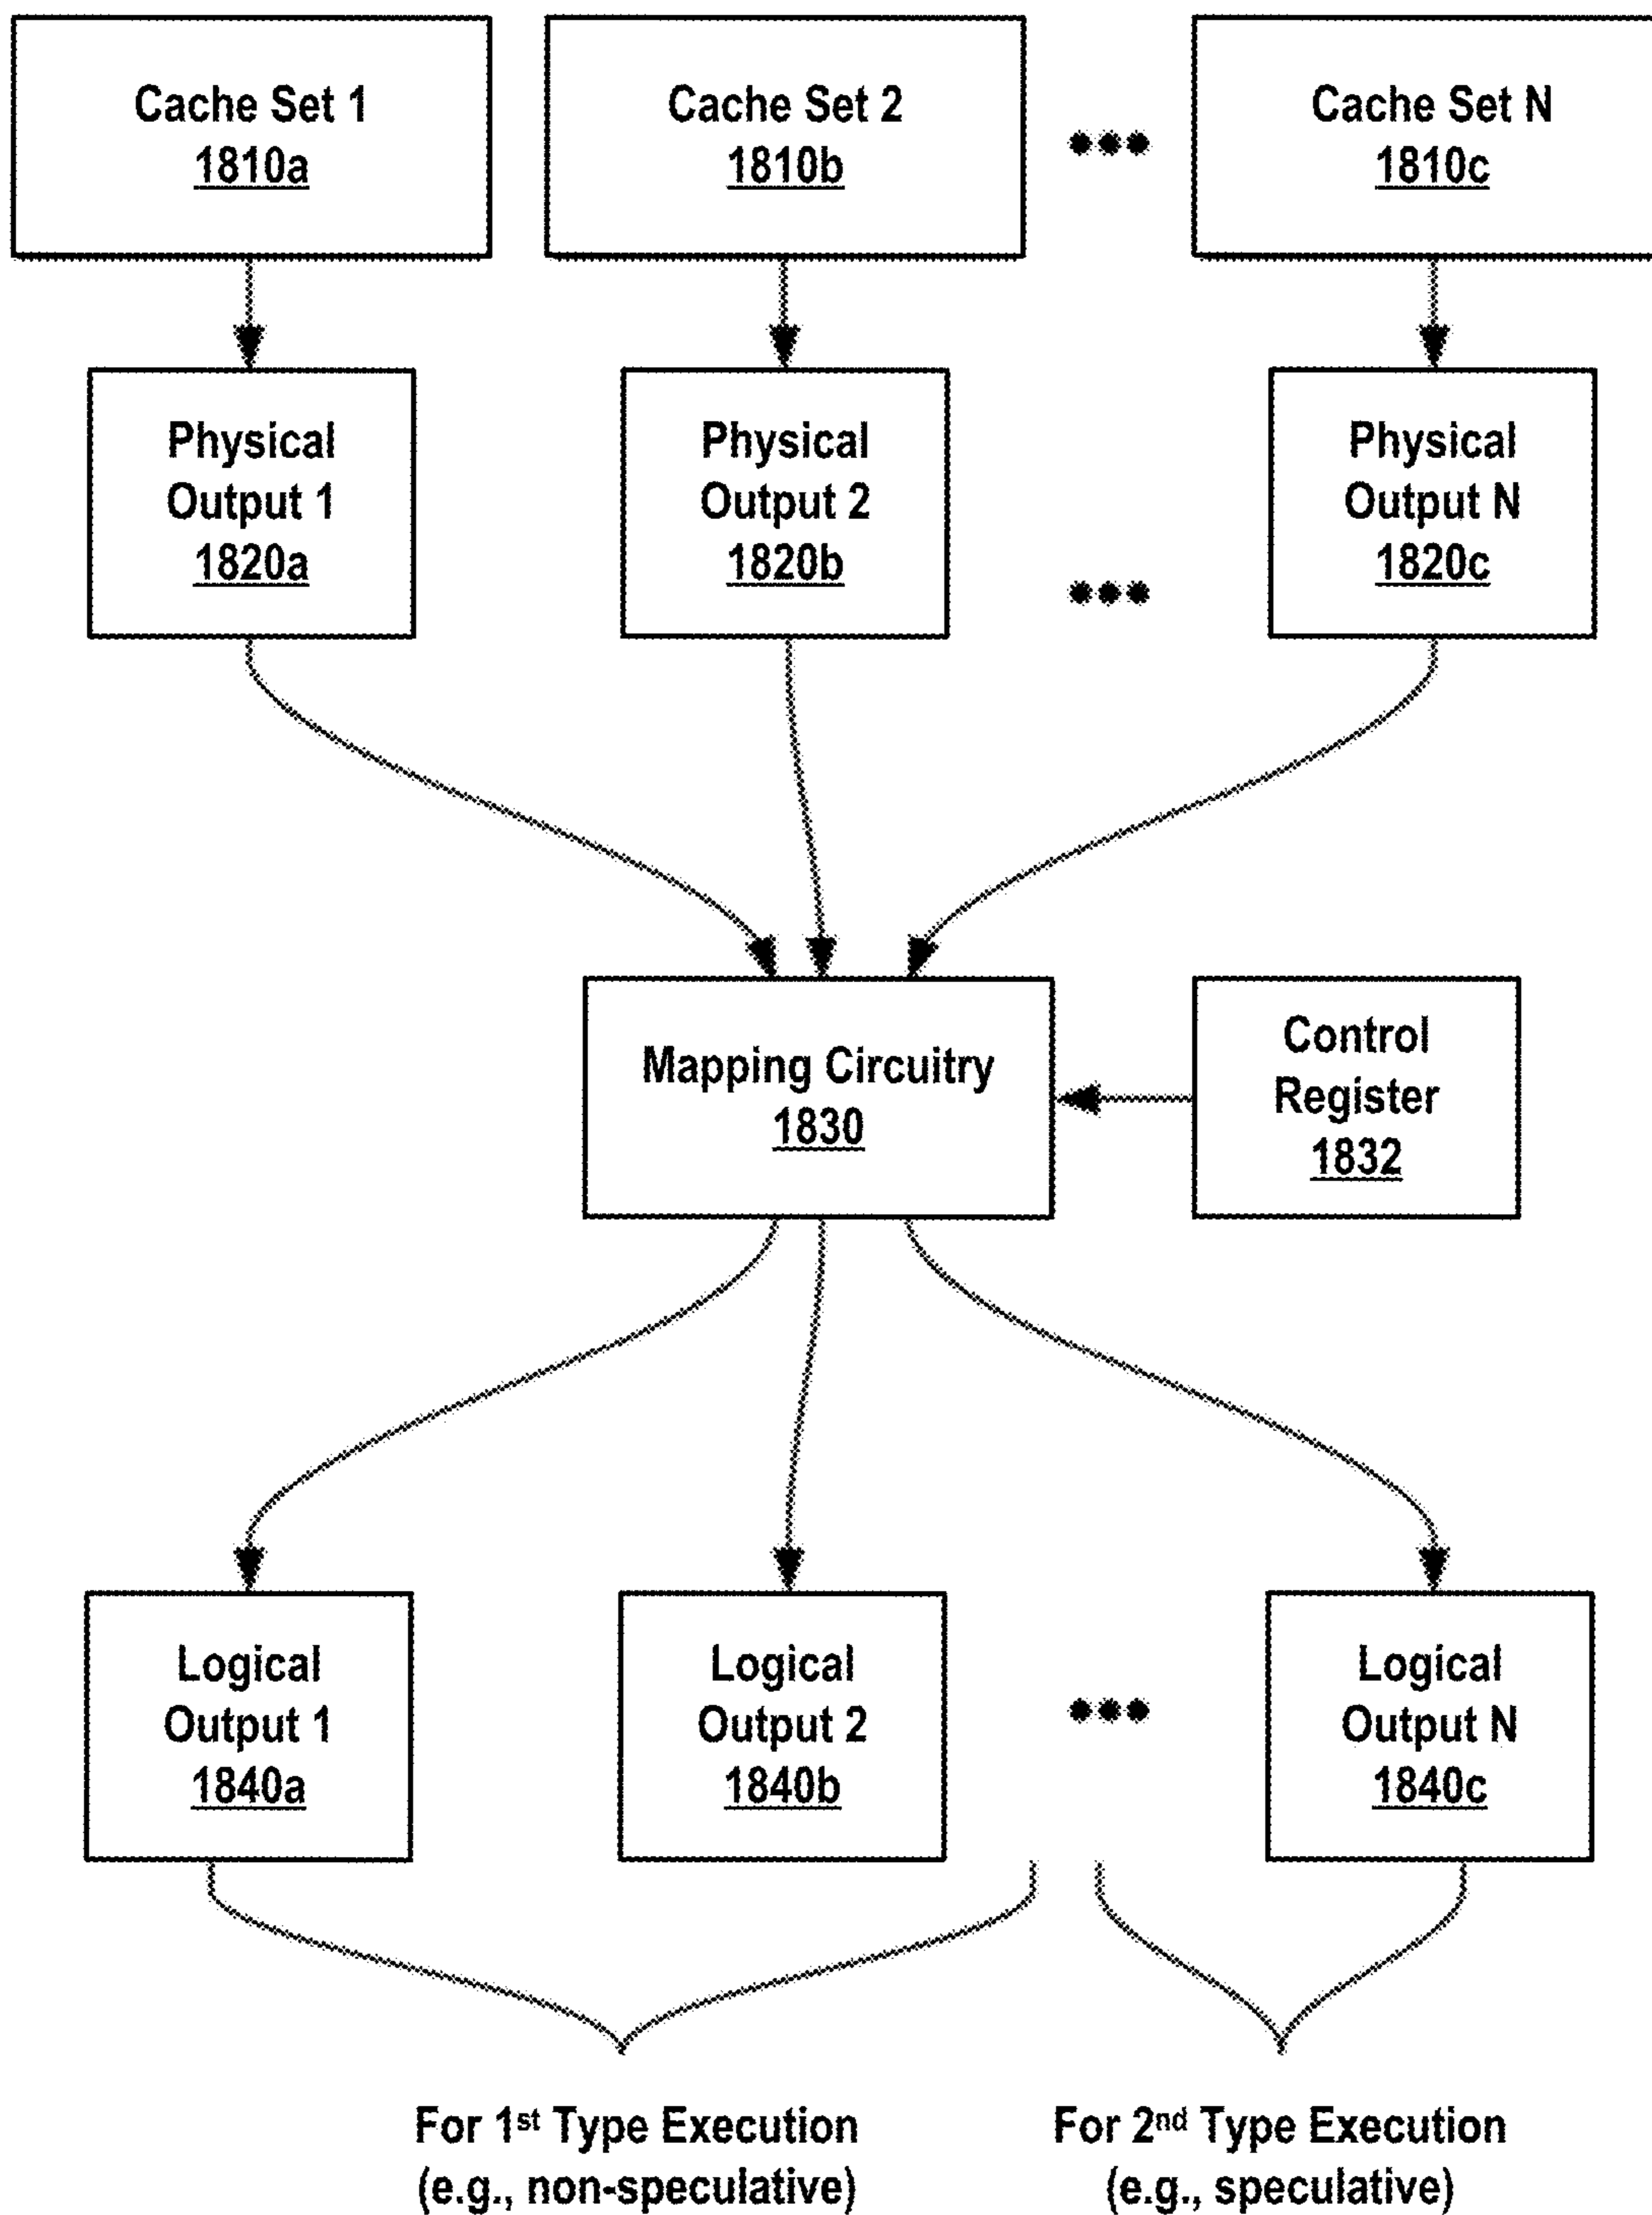 Cache Set 1
1810a
Cache Set 2
1810b
Cache Set N
1810c
Physical
Output 1
1820a
Physical
Output 2
1820b
Physical
Output N
1820c
Mapping Circuitry
1830
Control
Register
1832
Logical
Output 1
1840a
Logical
Output 2
1840b
Logical
Output N
1840c
For 1st Type Execution
(e.g., non-speculative)
For 2nd Type Execution
(e.g., speculative)